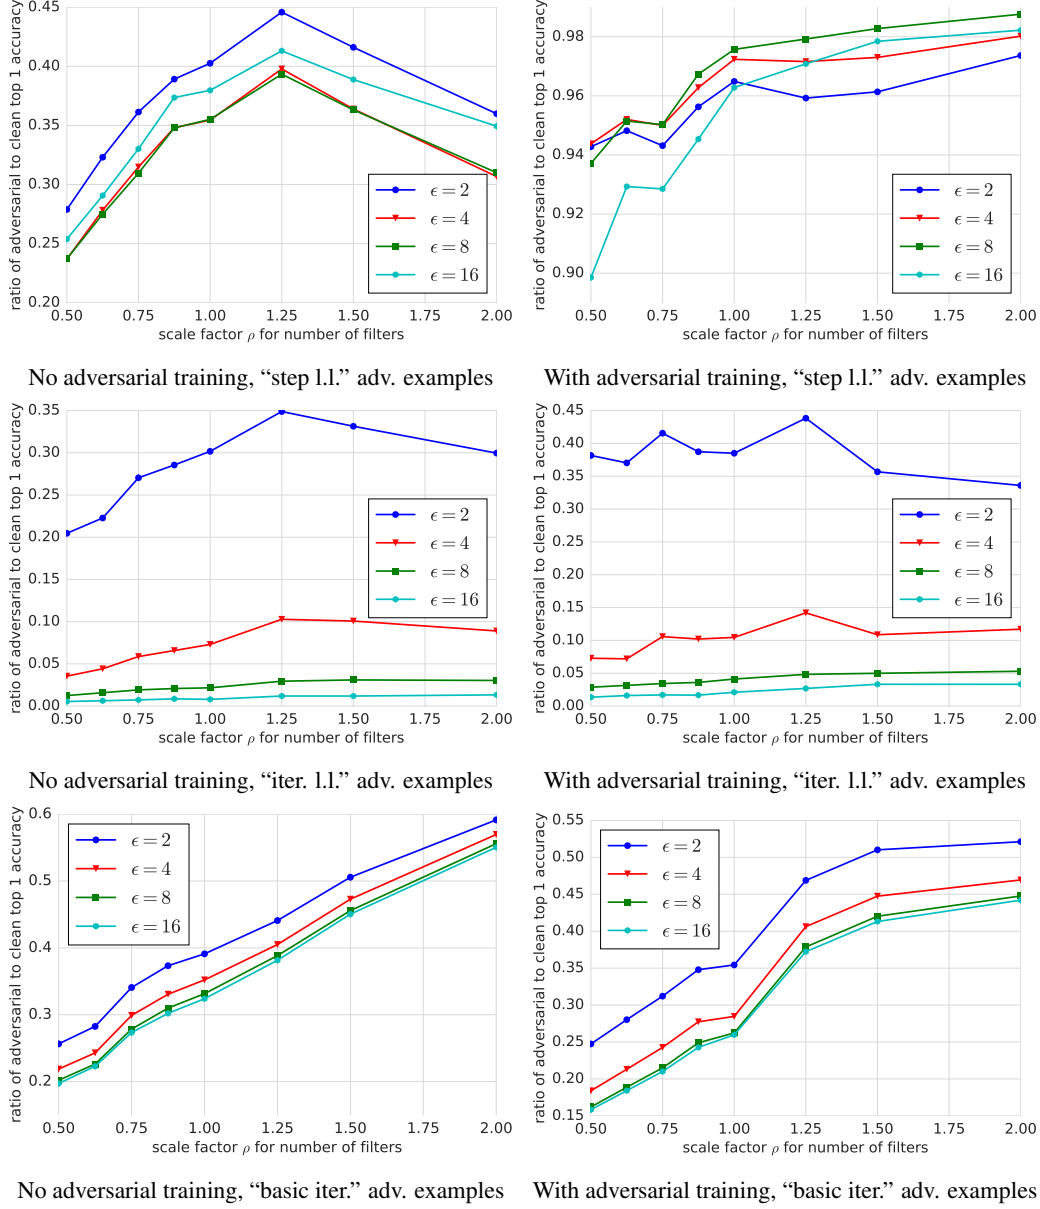 ratio of adversarial to clean top 1 accuracy
0.45
0.40
0.35
0.30
0.25
0.20
0.50 0.75 1.00 1.25 1.50 1.75 2.00
scale factor ρ for number of filters
ϵ = 2
ϵ = 4
ϵ = 8
ϵ = 16
No adversarial training, “step l.l.” adv. examples
ratio of adversarial to clean top 1 accuracy
0.98
0.96
0.94
0.92
0.90
0.50 0.75 1.00 1.25 1.50 1.75 2.00
scale factor ρ for number of filters
ϵ = 2
ϵ = 4
ϵ = 8
ϵ = 16
With adversarial training, “step l.l.” adv. examples
ratio of adversarial to clean top 1 accuracy
0.35
0.30
0.25
0.20
0.15
0.10
0.05
0.00
0.50 0.75 1.00 1.25 1.50 1.75 2.00
scale factor ρ for number of filters
ϵ = 2
ϵ = 4
ϵ = 8
ϵ = 16
No adversarial training, “iter. l.l.” adv. examples
ratio of adversarial to clean top 1 accuracy
0.45
0.40
0.35
0.30
0.25
0.20
0.15
0.10
0.05
0.00
0.50 0.75 1.00 1.25 1.50 1.75 2.00
scale factor ρ for number of filters
ϵ = 2
ϵ = 4
ϵ = 8
ϵ = 16
With adversarial training, “iter. l.l.” adv. examples
ratio of adversarial to clean top 1 accuracy
0.6
0.5
0.4
0.3
0.2
0.50 0.75 1.00 1.25 1.50 1.75 2.00
scale factor ρ for number of filters
ϵ = 2
ϵ = 4
ϵ = 8
ϵ = 16
No adversarial training, “basic iter.” adv. examples
ratio of adversarial to clean top 1 accuracy
0.55
0.50
0.45
0.40
0.35
0.30
0.25
0.20
0.15
0.50 0.75 1.00 1.25 1.50 1.75 2.00
scale factor ρ for number of filters
ϵ = 2
ϵ = 4
ϵ = 8
ϵ = 16
With adversarial training, “basic iter.” adv. examples